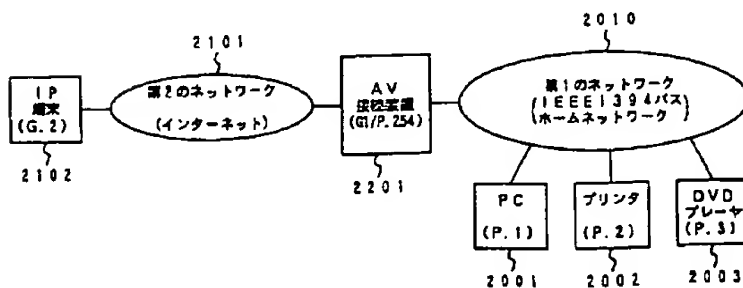 2101
2010
IP
端末
(G.2)
2102
第2のネットワーク
(インターネット)
AV
接続装置
(G1/P.254)
2201
第1のネットワーク
(IEEE1394バス
ホームネットワーク)
PC
(P.1)
2001
プリンタ
(P.2)
2002
DVD
プレーヤ
(P.3)
2003